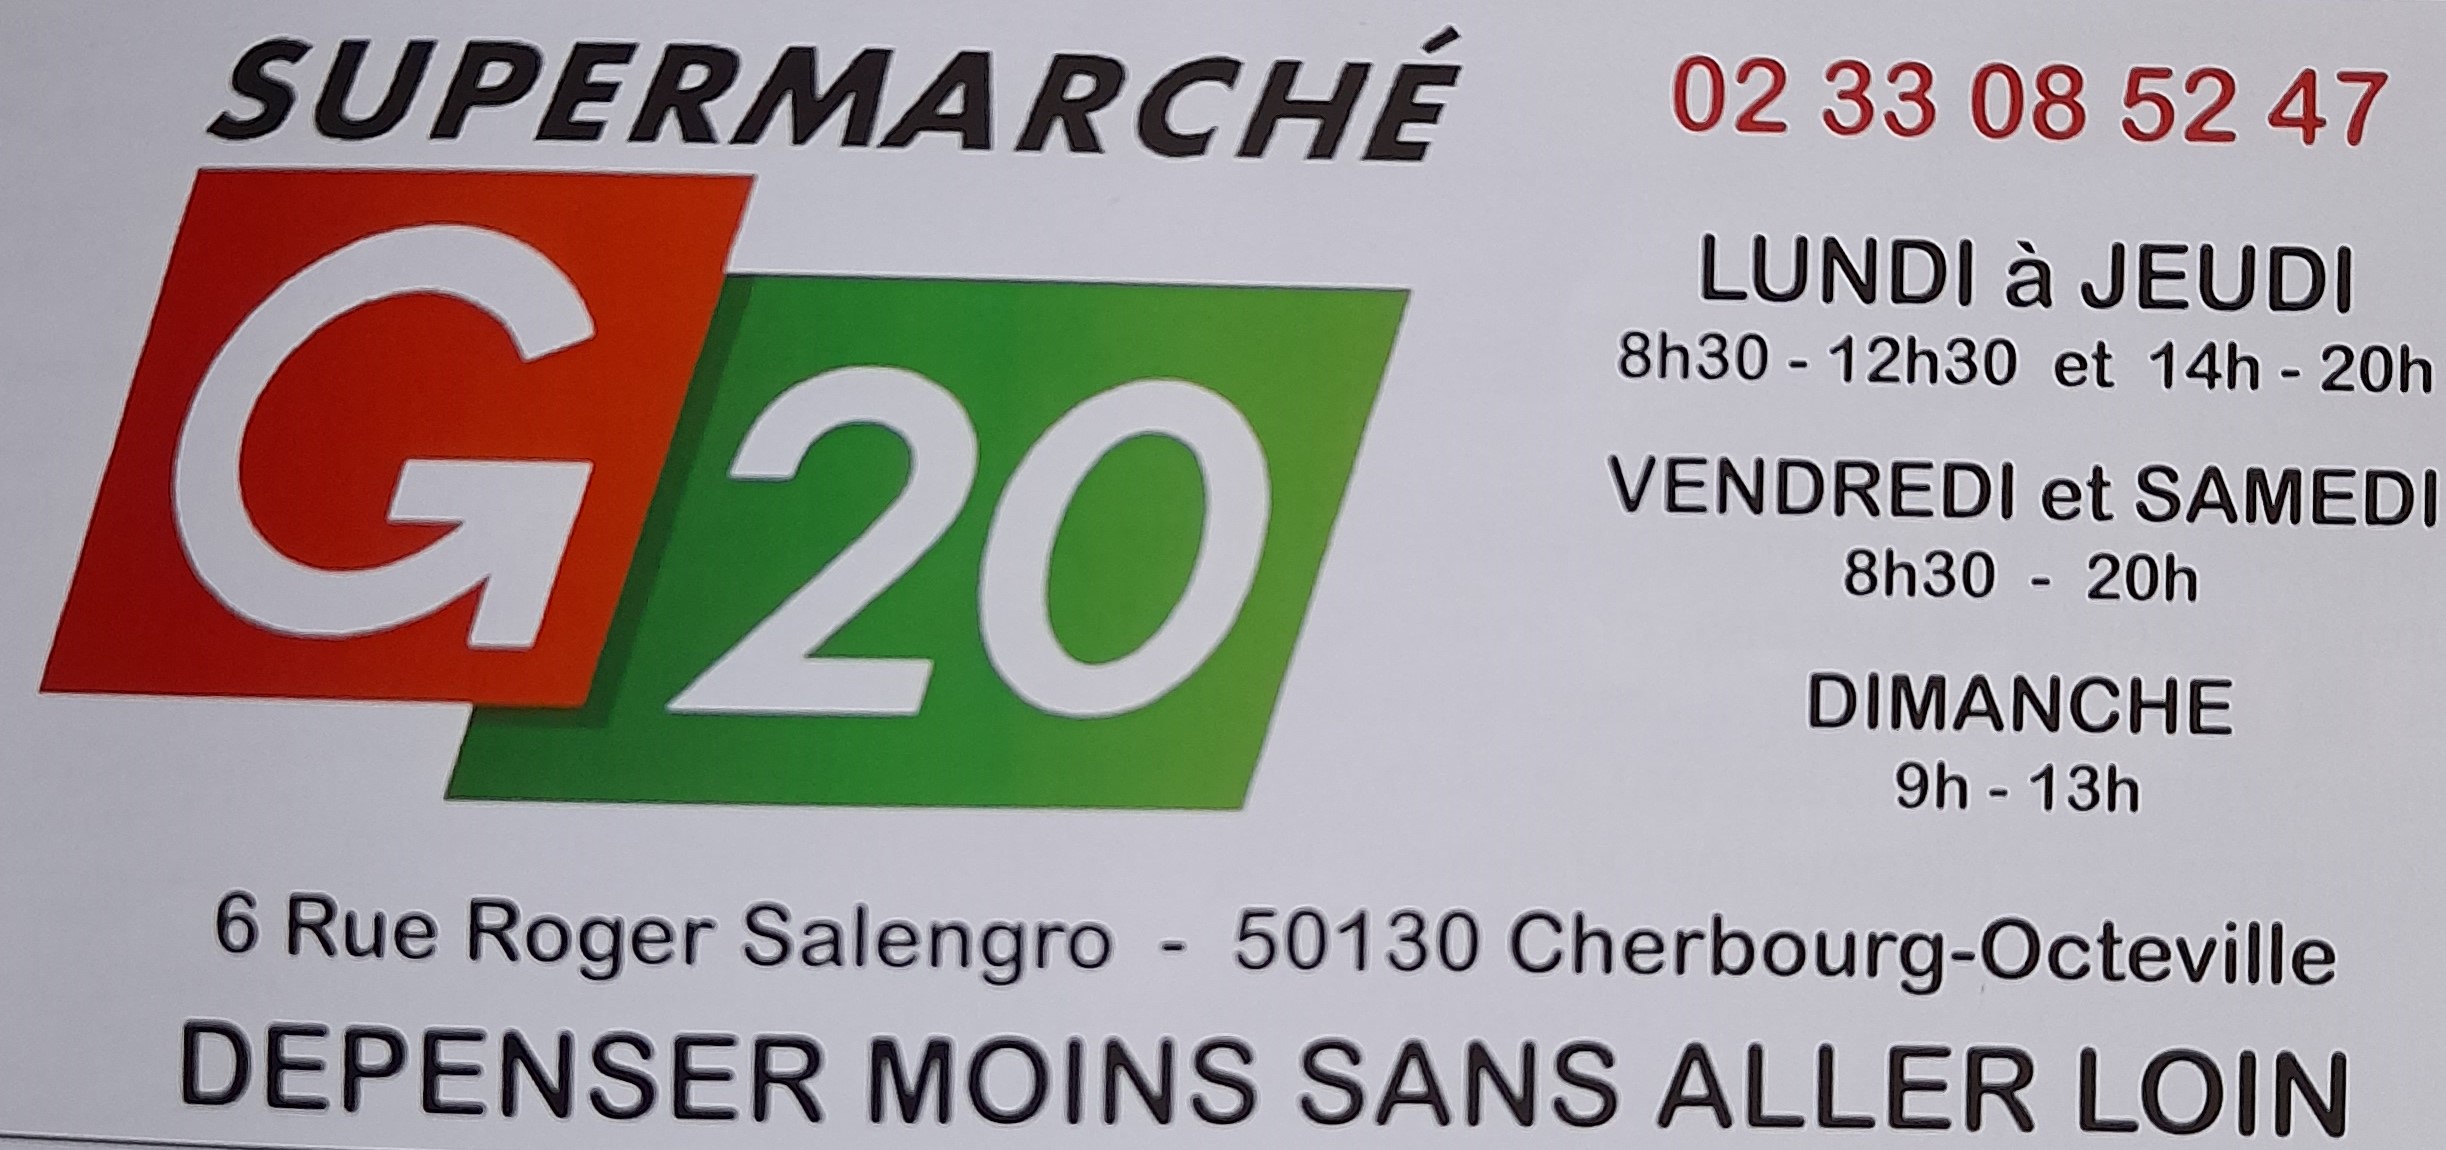 SUPERMARCHÉ
G20
02 33 08 52 47
LUNDI à JEUDI
8h30 - 12h30 et 14h - 20h
VENDREDI et SAMEDI
8h30 - 20h
DIMANCHE
9h - 13h
6 Rue Roger Salengro - 50130 Cherbourg-Octeville
DEPENSER MOINS SANS ALLER LOIN